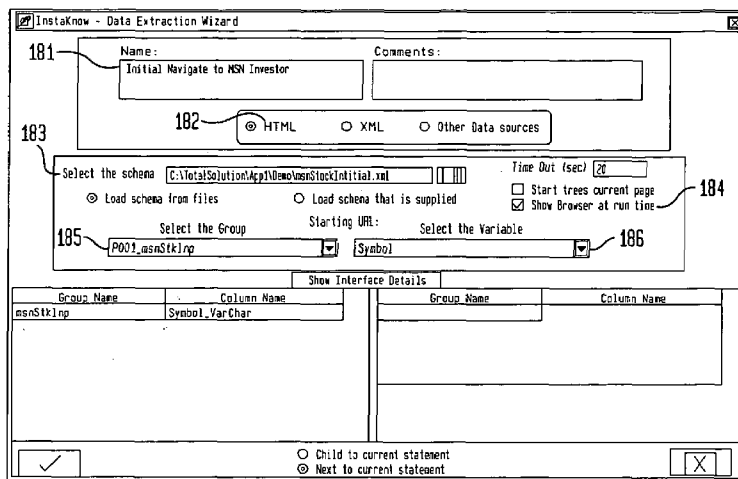 InstaKnow - Data Extraction Wizard
181
Name:
Comments:
Initial Navigate to MSN Investor
182
HTML
XML
Other Data sources
183
Select the schema
C:\TotalSolution\App1\Demo\msnStockIntitial.xml
Time Out (sec) 20
Load schema from files
Load schena that is supplied
Start trees current page
Show Browser at run time
184
Starting URl:
185
Select the Group
Select the Variable
186
P001_msnStkInp
Symbol
Show Interface Details
Group Name
Column Name
Group Name
Column Name
msnStkInp
Symbol_VarChar
Child to current statement
Next to current statement
X